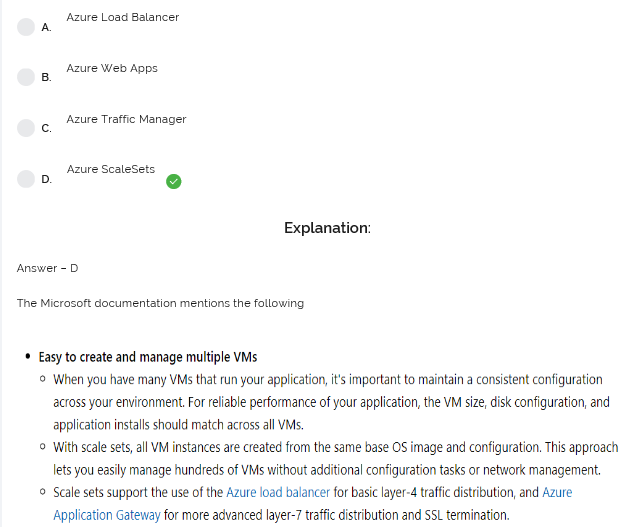 A. Azure Load Balancer
B. Azure Web Apps
C. Azure Traffic Manager
D. Azure ScaleSets
Explanation:
Answer – D
The Microsoft documentation mentions the following
• Easy to create and manage multiple VMs
○ When you have many VMs that run your application, it's important to maintain a consistent configuration
across your environment. For reliable performance of your application, the VM size, disk configuration, and
application installs should match across all VMs.
○ With scale sets, all VM instances are created from the same base OS image and configuration. This approach
lets you easily manage hundreds of VMs without additional configuration tasks or network management.
○ Scale sets support the use of the Azure load balancer for basic layer-4 traffic distribution, and Azure
Application Gateway for more advanced layer-7 traffic distribution and SSL termination.